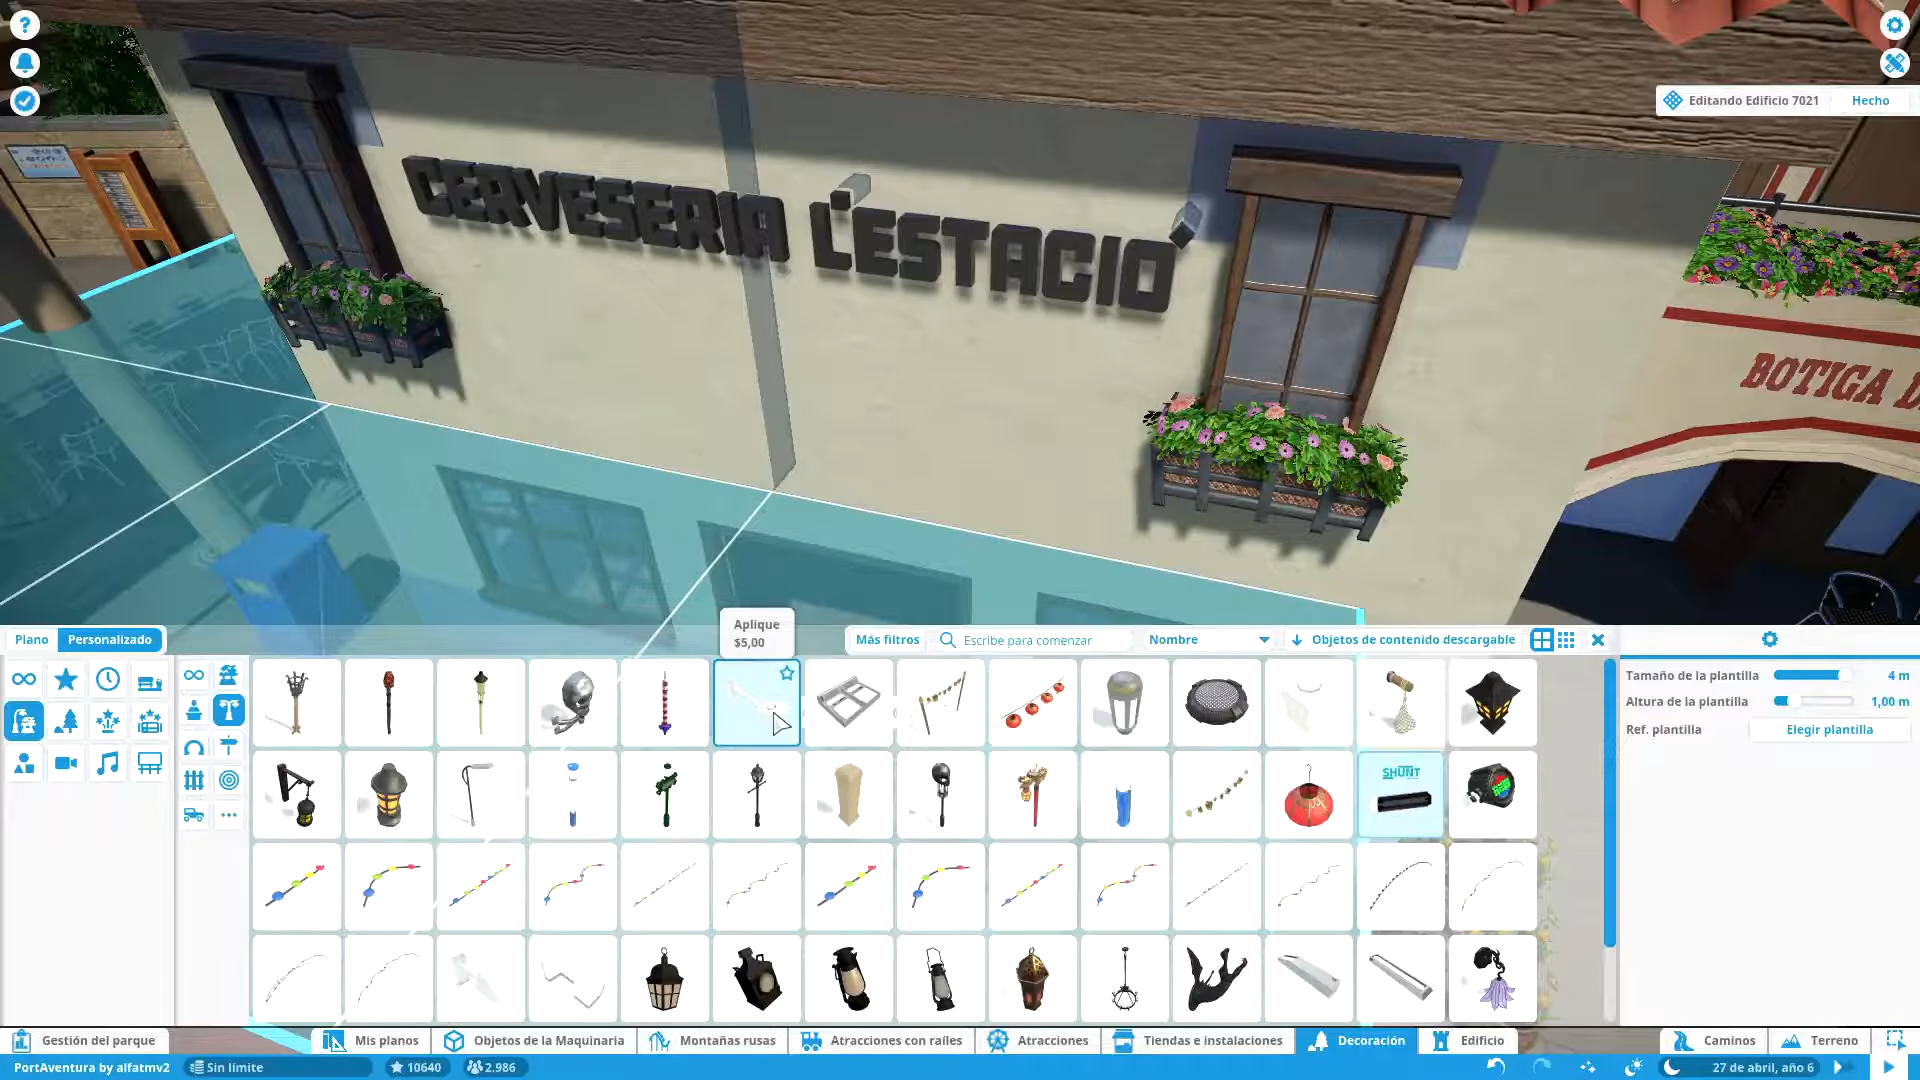 Editando Edificio 7021
Hecho
CERVESERIA L'ESTACIO
BOTIGA D
Aplique
$5,00
Plano
Personalizado
Más filtros
Escribe para comenzar
Nombre
Objetos de contenido descargable
Tamaño de la plantilla
4 m
Altura de la plantilla
1,00 m
Ref. plantilla
Elegir plantilla
SHUNT
Gestión del parque
Mis planos
Objetos de la Maquinaria
Montañas rusas
Atracciones con raíles
Atracciones
Tiendas e instalaciones
Decoración
Edificio
Caminos
Terreno
PortAventura by alfatmv2
Sin límite
10640
2.986
27 de abril, año 6